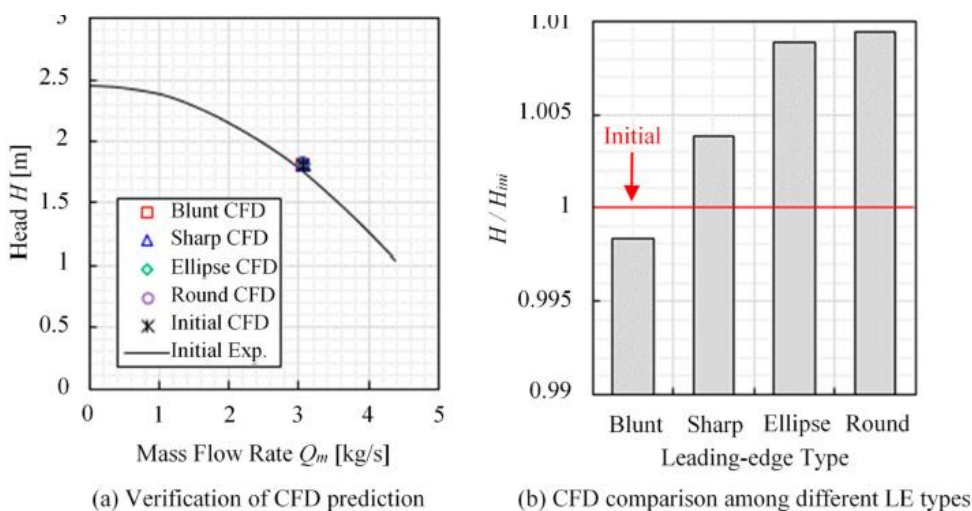 3
2.5
2
1.5
1
0.5
0
0
1
2
3
4
5
Head H [m]
Blunt CFD
Sharp CFD
Ellipse CFD
Round CFD
Initial CFD
Initial Exp.
Mass Flow Rate Qm [kg/s]
(a) Verification of CFD prediction
1.01
1.005
1
0.995
0.99
H / Hini
Initial
Blunt
Sharp
Ellipse
Round
Leading-edge Type
(b) CFD comparison among different LE types